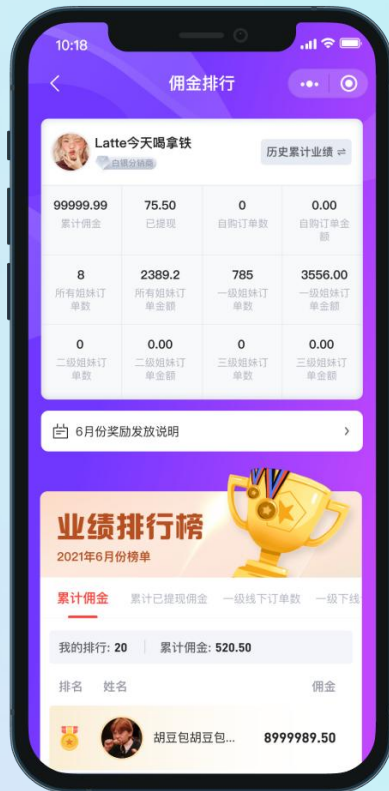 10:18
佣金排行
Latte今天喝拿铁
白银分销商
历史累计业绩
99999.99
累计佣金
75.50
已提现
0
自购订单数
0.00
自购订单金
额
8
所有姐妹订
单数
2389.2
所有姐妹订
单金额
785
一级姐妹订
单数
3556.00
一级姐妹订
单金额
0
二级姐妹订
单数
0.00
二级姐妹订
单金额
0
三级姐妹订
单数
0.00
三级姐妹订
单金额
6月份奖励发放说明
业绩排行榜
2021年6月份榜单
累计佣金 累计已提现佣金 一级线下订单数 一级下线
我的排行: 20 累计佣金: 520.50
排名 姓名 佣金
胡豆包胡豆包... 8999989.50